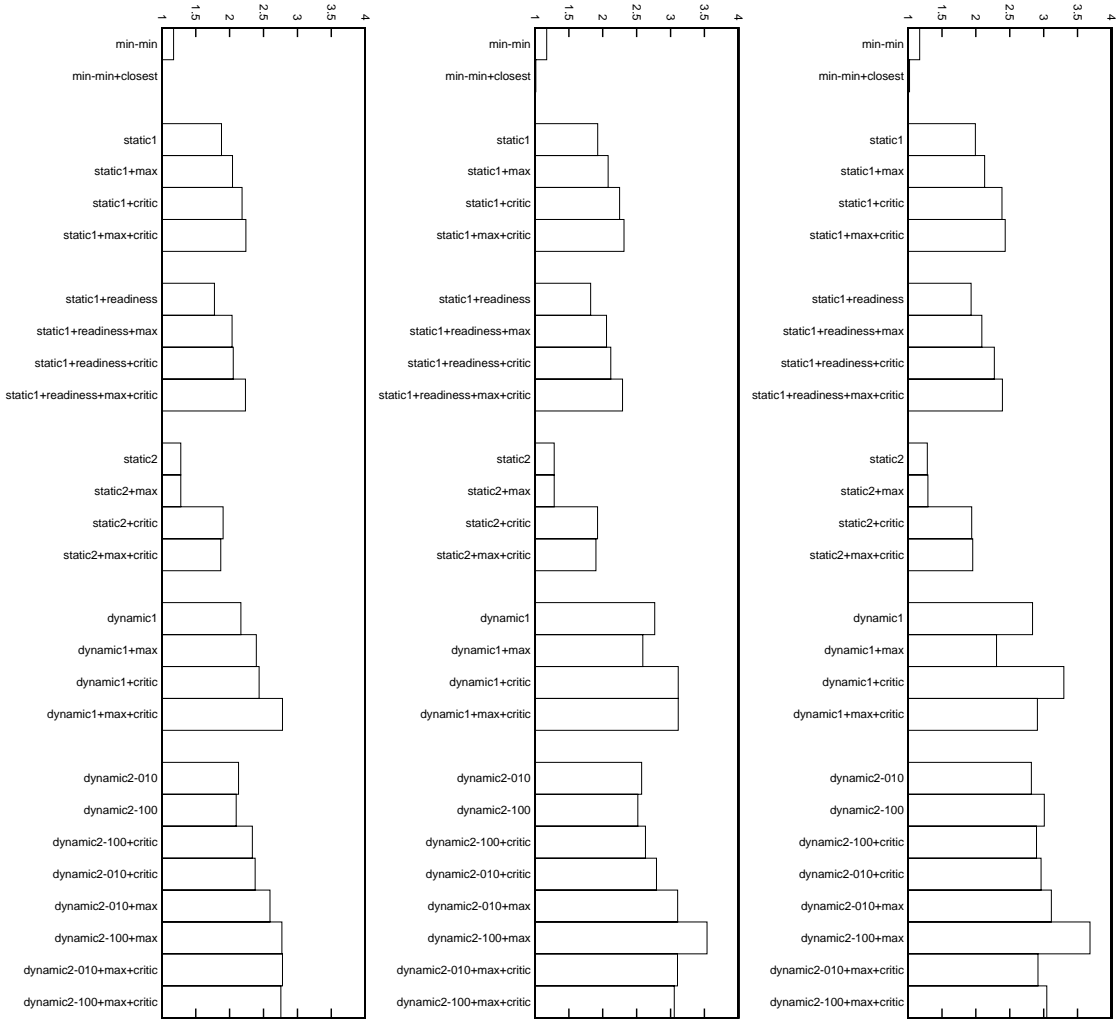 1 1.5 2 2.5 3 3.5 4
min-min
min-min+closest
static1
static1+max
static1+critic
static1+max+critic
static1+readiness
static1+readiness+max
static1+readiness+critic
static1+readiness+max+critic
static2
static2+max
static2+critic
static2+max+critic
dynamic1
dynamic1+max
dynamic1+critic
dynamic1+max+critic
dynamic2-010
dynamic2-100
dynamic2-100+critic
dynamic2-010+critic
dynamic2-010+max
dynamic2-100+max
dynamic2-010+max+critic
dynamic2-100+max+critic
1 1.5 2 2.5 3 3.5 4
min-min
min-min+closest
static1
static1+max
static1+critic
static1+max+critic
static1+readiness
static1+readiness+max
static1+readiness+critic
static1+readiness+max+critic
static2
static2+max
static2+critic
static2+max+critic
dynamic1
dynamic1+max
dynamic1+critic
dynamic1+max+critic
dynamic2-010
dynamic2-100
dynamic2-100+critic
dynamic2-010+critic
dynamic2-010+max
dynamic2-100+max
dynamic2-010+max+critic
dynamic2-100+max+critic
1 1.5 2 2.5 3 3.5 4
min-min
min-min+closest
static1
static1+max
static1+critic
static1+max+critic
static1+readiness
static1+readiness+max
static1+readiness+critic
static1+readiness+max+critic
static2
static2+max
static2+critic
static2+max+critic
dynamic1
dynamic1+max
dynamic1+critic
dynamic1+max+critic
dynamic2-010
dynamic2-100
dynamic2-100+critic
dynamic2-010+critic
dynamic2-010+max
dynamic2-100+max
dynamic2-010+max+critic
dynamic2-100+max+critic